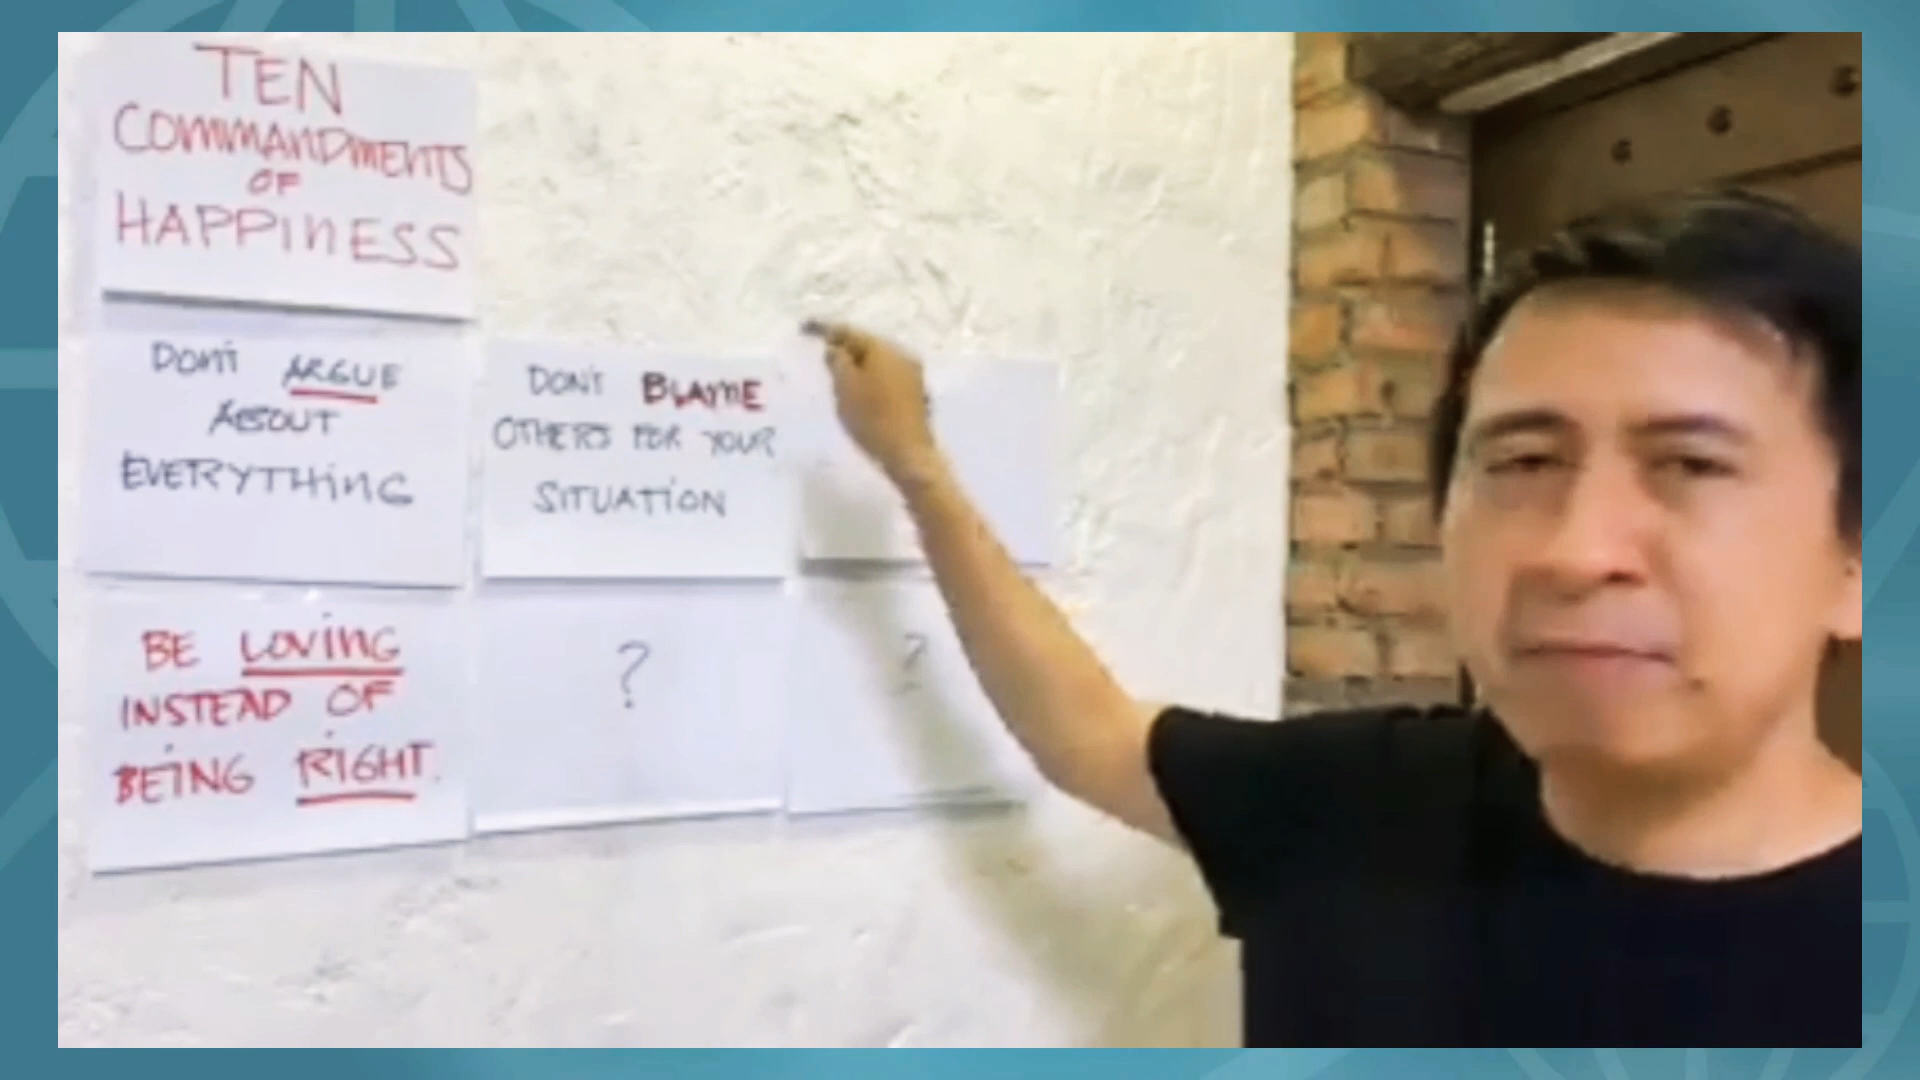 TEN
COMMANDMENTS
OF
HAPPINESS
DON'T ARGUE
ABOUT
EVERYTHING
DON'T BLAME
OTHERS FOR YOUR
SITUATION
BE LOVING
INSTEAD OF
BEING RIGHT.
?
?